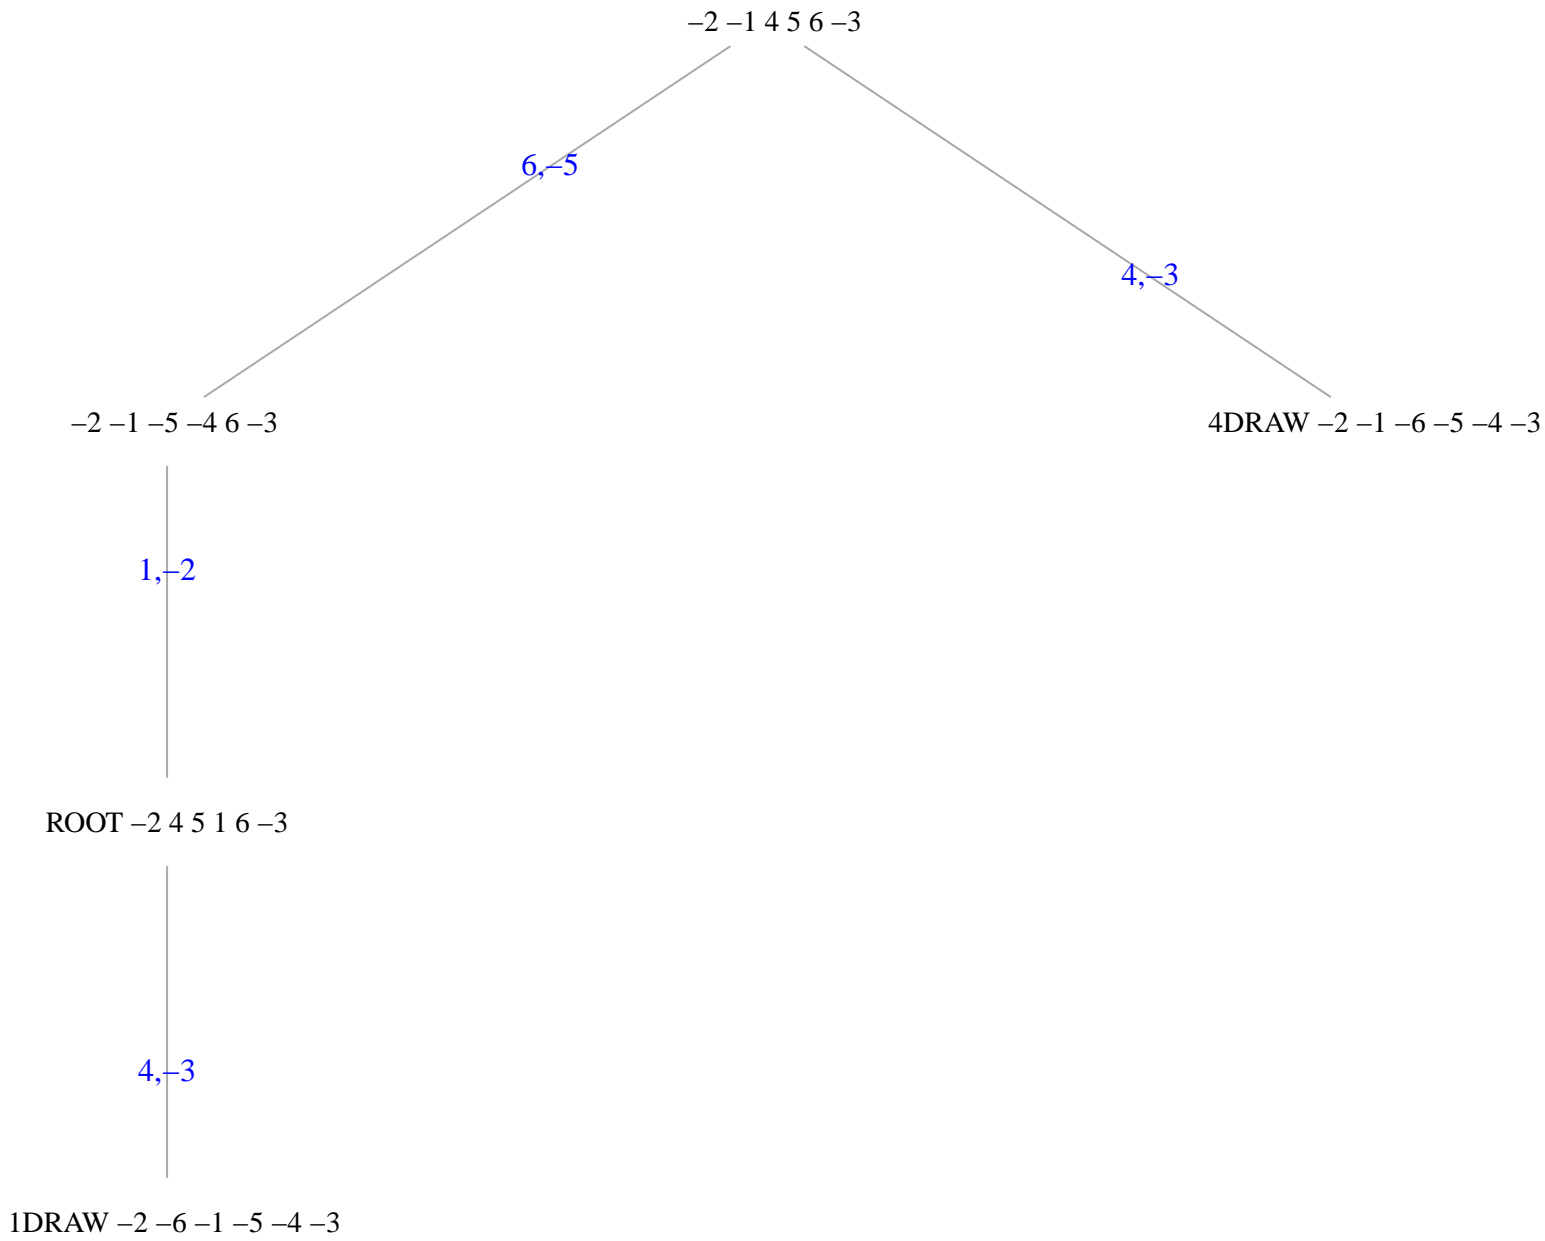 –2 –1 4 5 6 –3
6,–5
4,–3
–2 –1 –5 –4 6 –3
4DRAW –2 –1 –6 –5 –4 –3
1,–2
ROOT –2 4 5 1 6 –3
4,–3
1DRAW –2 –6 –1 –5 –4 –3